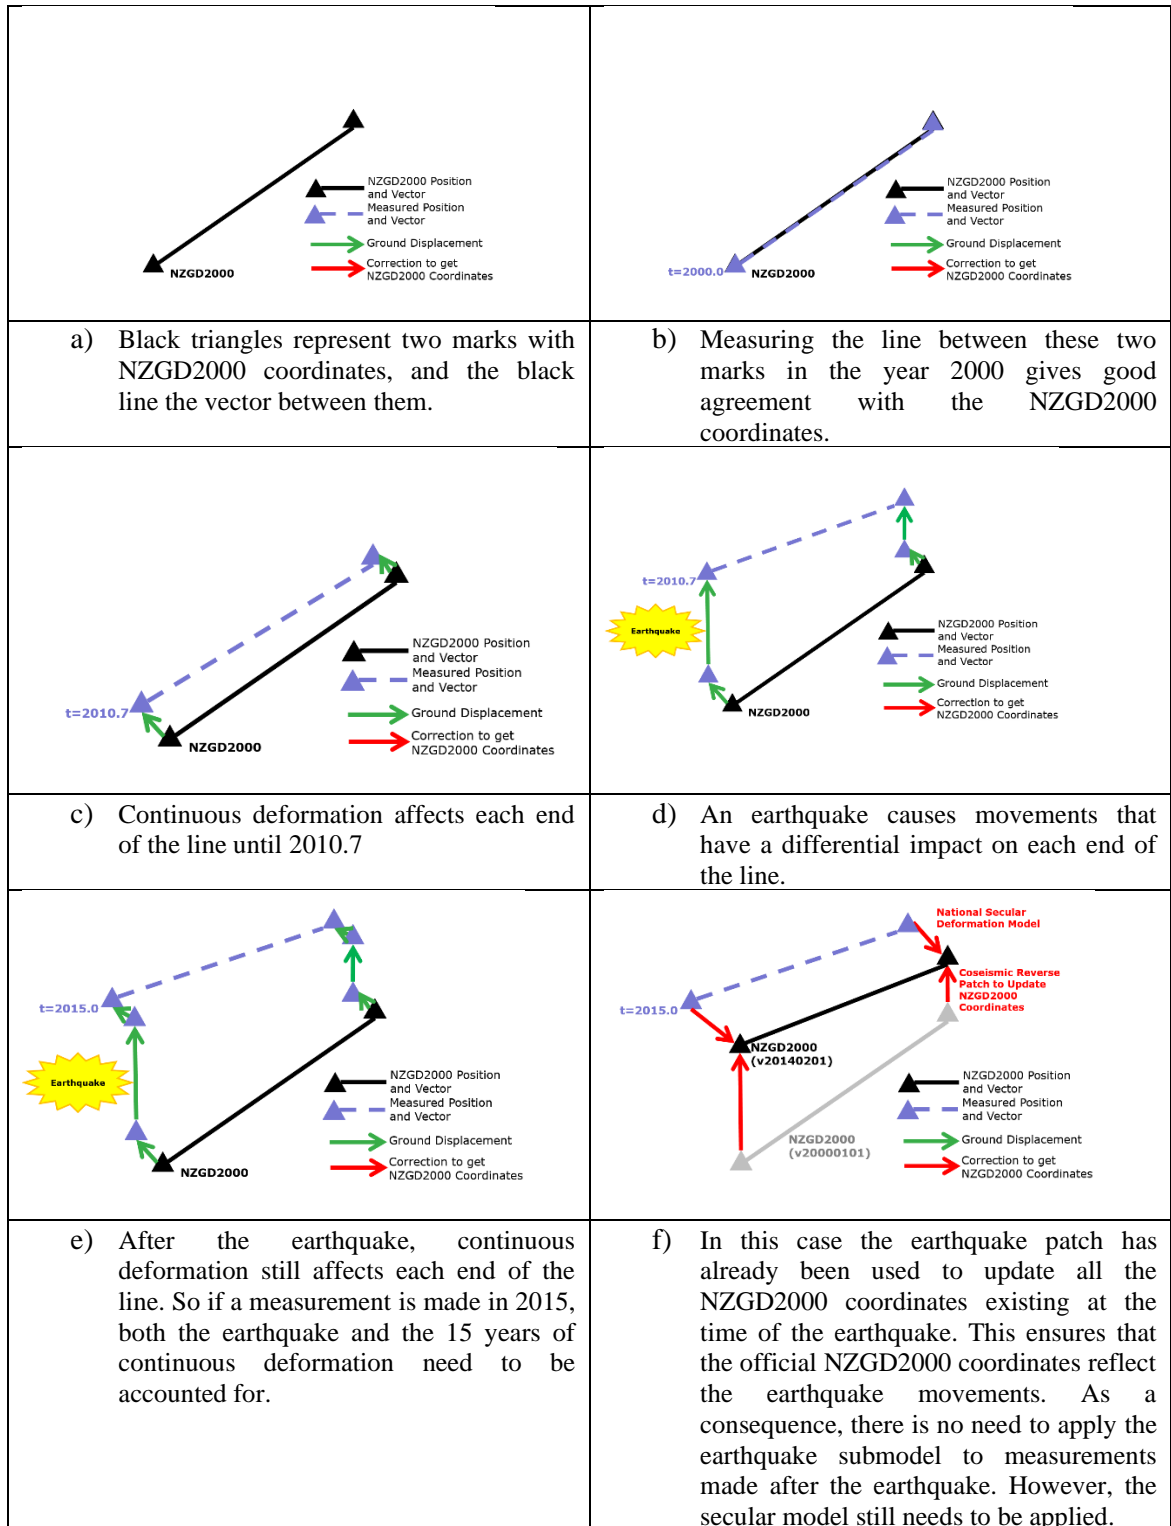 NZGD2000 Position
and Vector
Measured Position
and Vector
Ground Displacement
Correction to get
NZGD2000 Coordinates
NZGD2000
a) Black triangles represent two marks with
NZGD2000 coordinates, and the black
line the vector between them.
NZGD2000 Position
and Vector
Measured Position
and Vector
Ground Displacement
Correction to get
NZGD2000 Coordinates
t=2000.0
NZGD2000
b) Measuring the line between these two
marks in the year 2000 gives good
agreement with the NZGD2000
coordinates.
NZGD2000 Position
and Vector
Measured Position
and Vector
Ground Displacement
Correction to get
NZGD2000 Coordinates
t=2010.7
NZGD2000
c) Continuous deformation affects each end
of the line until 2010.7
t=2010.7
Earthquake
NZGD2000 Position
and Vector
Measured Position
and Vector
Ground Displacement
Correction to get
NZGD2000 Coordinates
NZGD2000
d) An earthquake causes movements that
have a differential impact on each end of
the line.
t=2015.0
Earthquake
NZGD2000 Position
and Vector
Measured Position
and Vector
Ground Displacement
Correction to get
NZGD2000 Coordinates
NZGD2000
e) After the earthquake, continuous
deformation still affects each end of the
line. So if a measurement is made in 2015,
both the earthquake and the 15 years of
continuous deformation need to be
accounted for.
National Secular
Deformation Model
Coseismic Reverse
Patch to Update
NZGD2000
Coordinates
t=2015.0
NZGD2000
(v20140201)
NZGD2000 Position
and Vector
Measured Position
and Vector
Ground Displacement
Correction to get
NZGD2000 Coordinates
NZGD2000
(v20000101)
f) In this case the earthquake patch has
already been used to update all the
NZGD2000 coordinates existing at the
time of the earthquake. This ensures that
the official NZGD2000 coordinates reflect
the earthquake movements. As a
consequence, there is no need to apply the
earthquake submodel to measurements
made after the earthquake. However, the
secular model still needs to be applied.